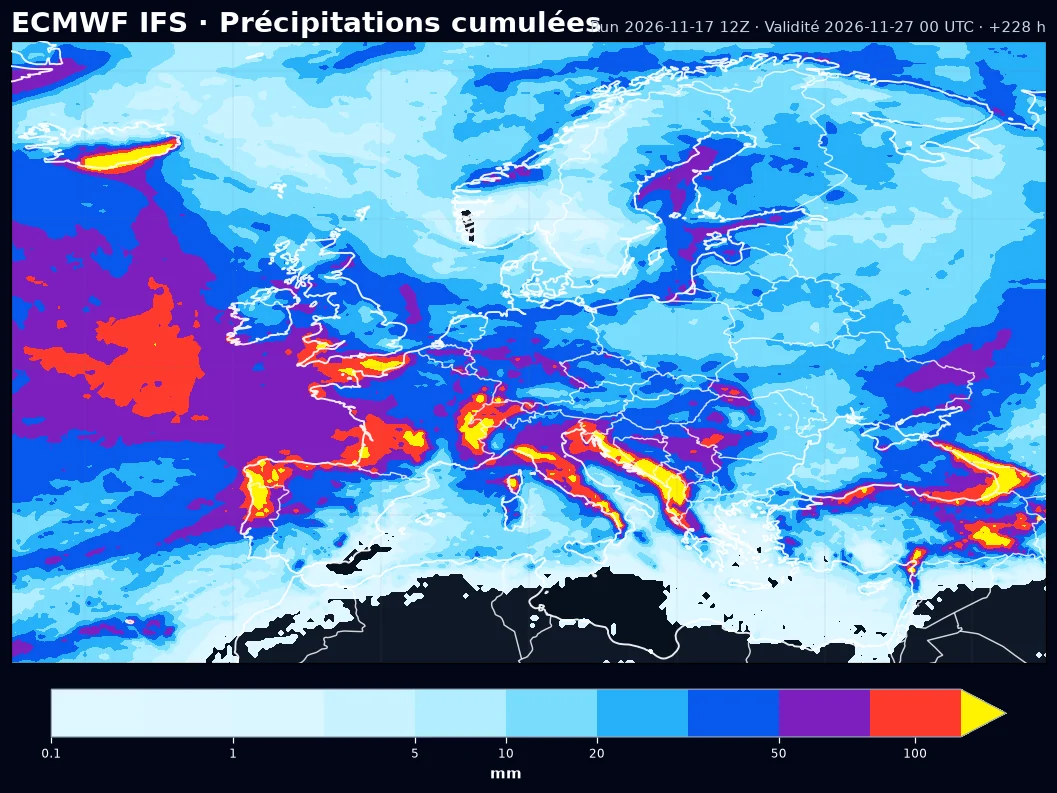 ECMWF IFS · Précipitations cumulées
Run 2026-11-17 12Z · Validité 2026-11-27 00 UTC · +228 h
0.1 1 5 10 20 50 100
mm